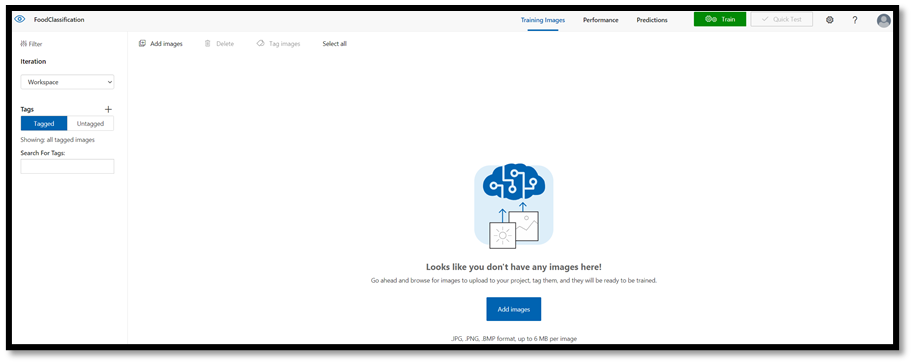 FoodClassification Training Images Performance Predictions Train Quick Test ?
Filter
Iteration
Workspace
Tags
Tagged Untagged
Showing: all tagged images
Search For Tags:
Add images Delete Tag images Select all
Looks like you don't have any images here!
Go ahead and browse for images to upload to your project, tag them, and they will be ready to be trained.
Add images
.JPG, .PNG, .BMP format, up to 6 MB per image